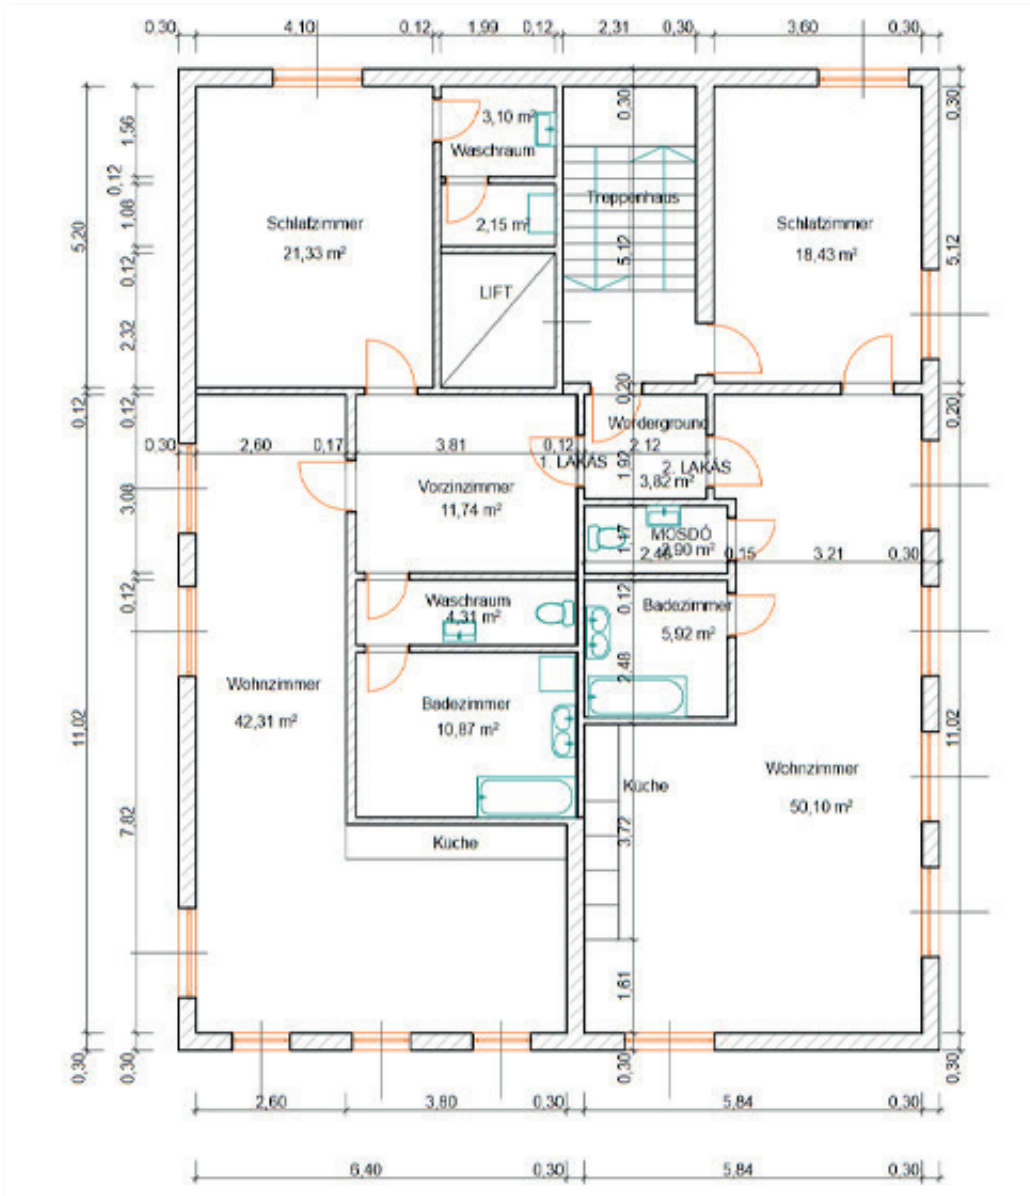 0,30 4,10 0,12 1,99 0,12 2,31 0,30 3,60 0,30
1,56
0,12
1,08
0,12
2,32
5,20
3,10 m²
Waschraum
2,15 m²
LIFT
Schlafzimmer
21,33 m²
0,30
Treppenhaus
5,12
Schlafzimmer
18,43 m²
0,30
5,12
0,12
0,12
0,20
0,20
0,30 2,60 0,17 3,81 0,12 2,12
Worderground
1. LAKÁS
1,92
2. LAKÁS
3,82 m²
3,08
Vorzinzimmer
11,74 m²
MOSDÓ
1,17
2,46
2,90 m²
0,15 3,21 0,30
0,12
Waschraum
4,31 m²
0,12
Badezimmer
5,92 m²
2,48
Wohnzimmer
42,31 m²
Badezimmer
10,87 m²
11,02
7,82
Küche
Küche
3,72
Wohnzimmer
50,10 m²
11,02
1,61
0,30
0,30
0,30
0,30
2,60 3,80 0,30 5,84 0,30
6,40 0,30 5,84 0,30